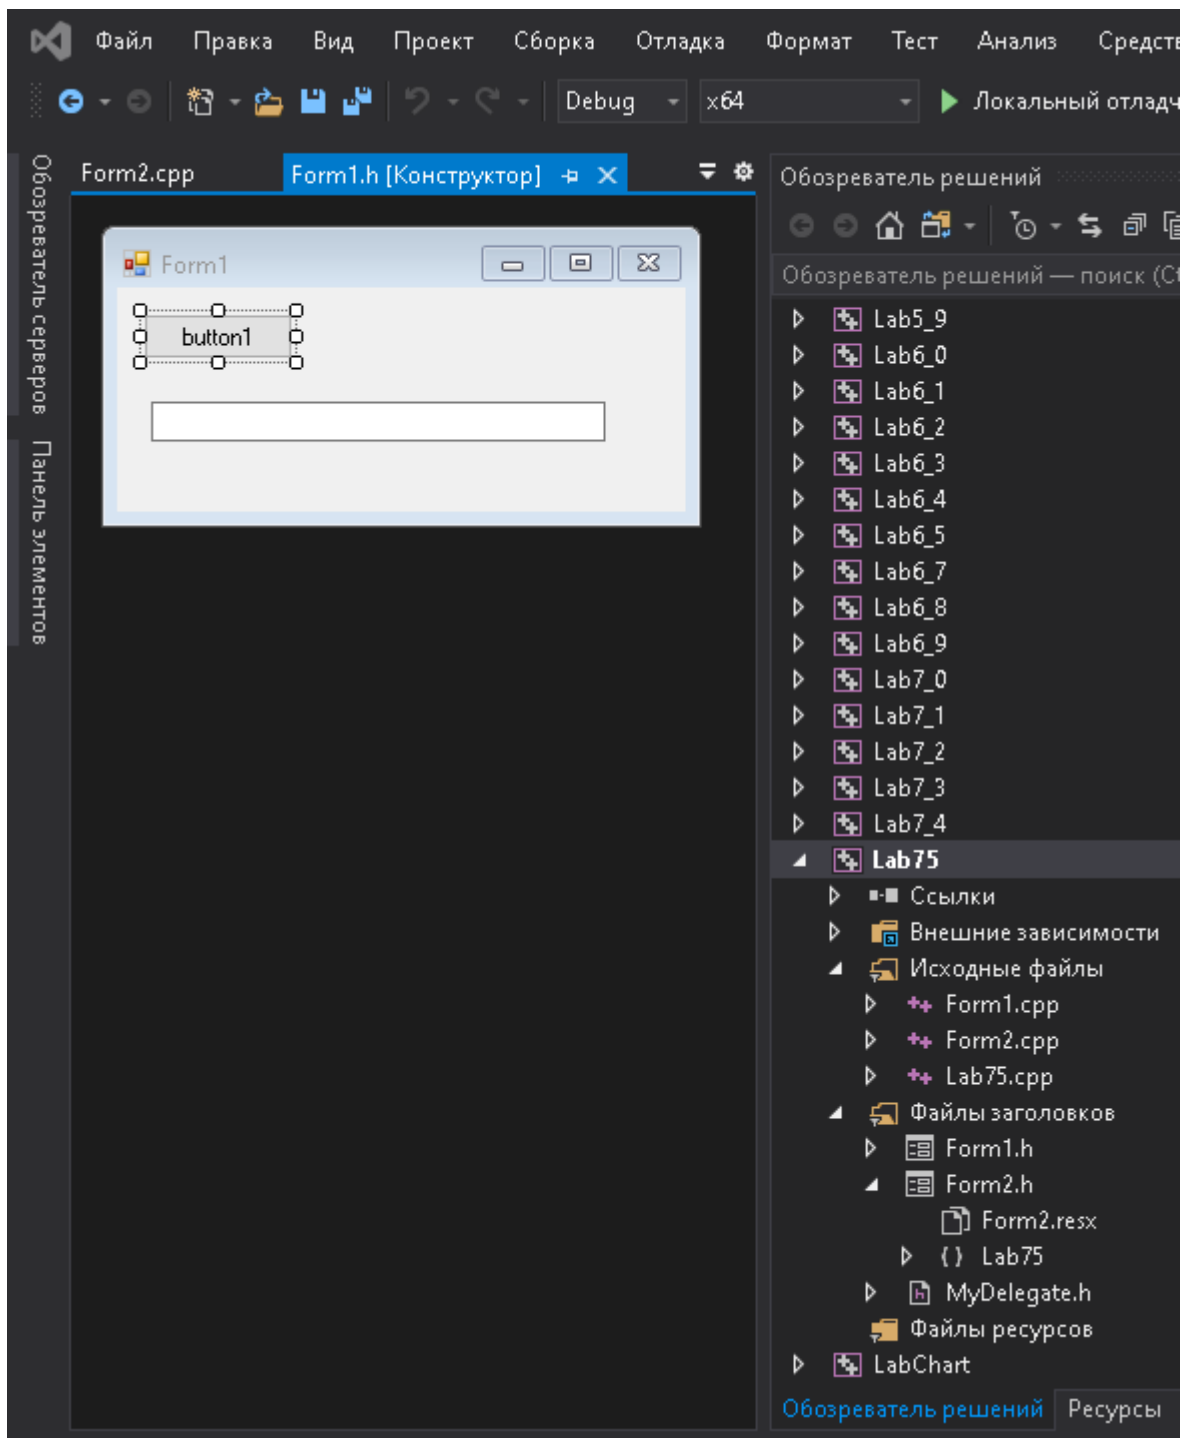 Файл Правка Вид Проект Сборка Отладка Формат Тест Анализ
Debug x64 Локальный
Обозреватель серверов
Панель элементов
Form2.cpp Form1.h [Конструктор]
Form1
button1
Обозреватель решений
Обозреватель решений — поиск
Lab5_9
Lab6_0
Lab6_1
Lab6_2
Lab6_3
Lab6_4
Lab6_5
Lab6_7
Lab6_8
Lab6_9
Lab7_0
Lab7_1
Lab7_2
Lab7_3
Lab7_4
Lab75
Ссылки
Внешние зависимости
Исходные файлы
Form1.cpp
Form2.cpp
Lab75.cpp
Файлы заголовков
Form1.h
Form2.h
Form2.resx
{ } Lab75
MyDelegate.h
Файлы ресурсов
LabChart
Обозреватель решений Ресурсы